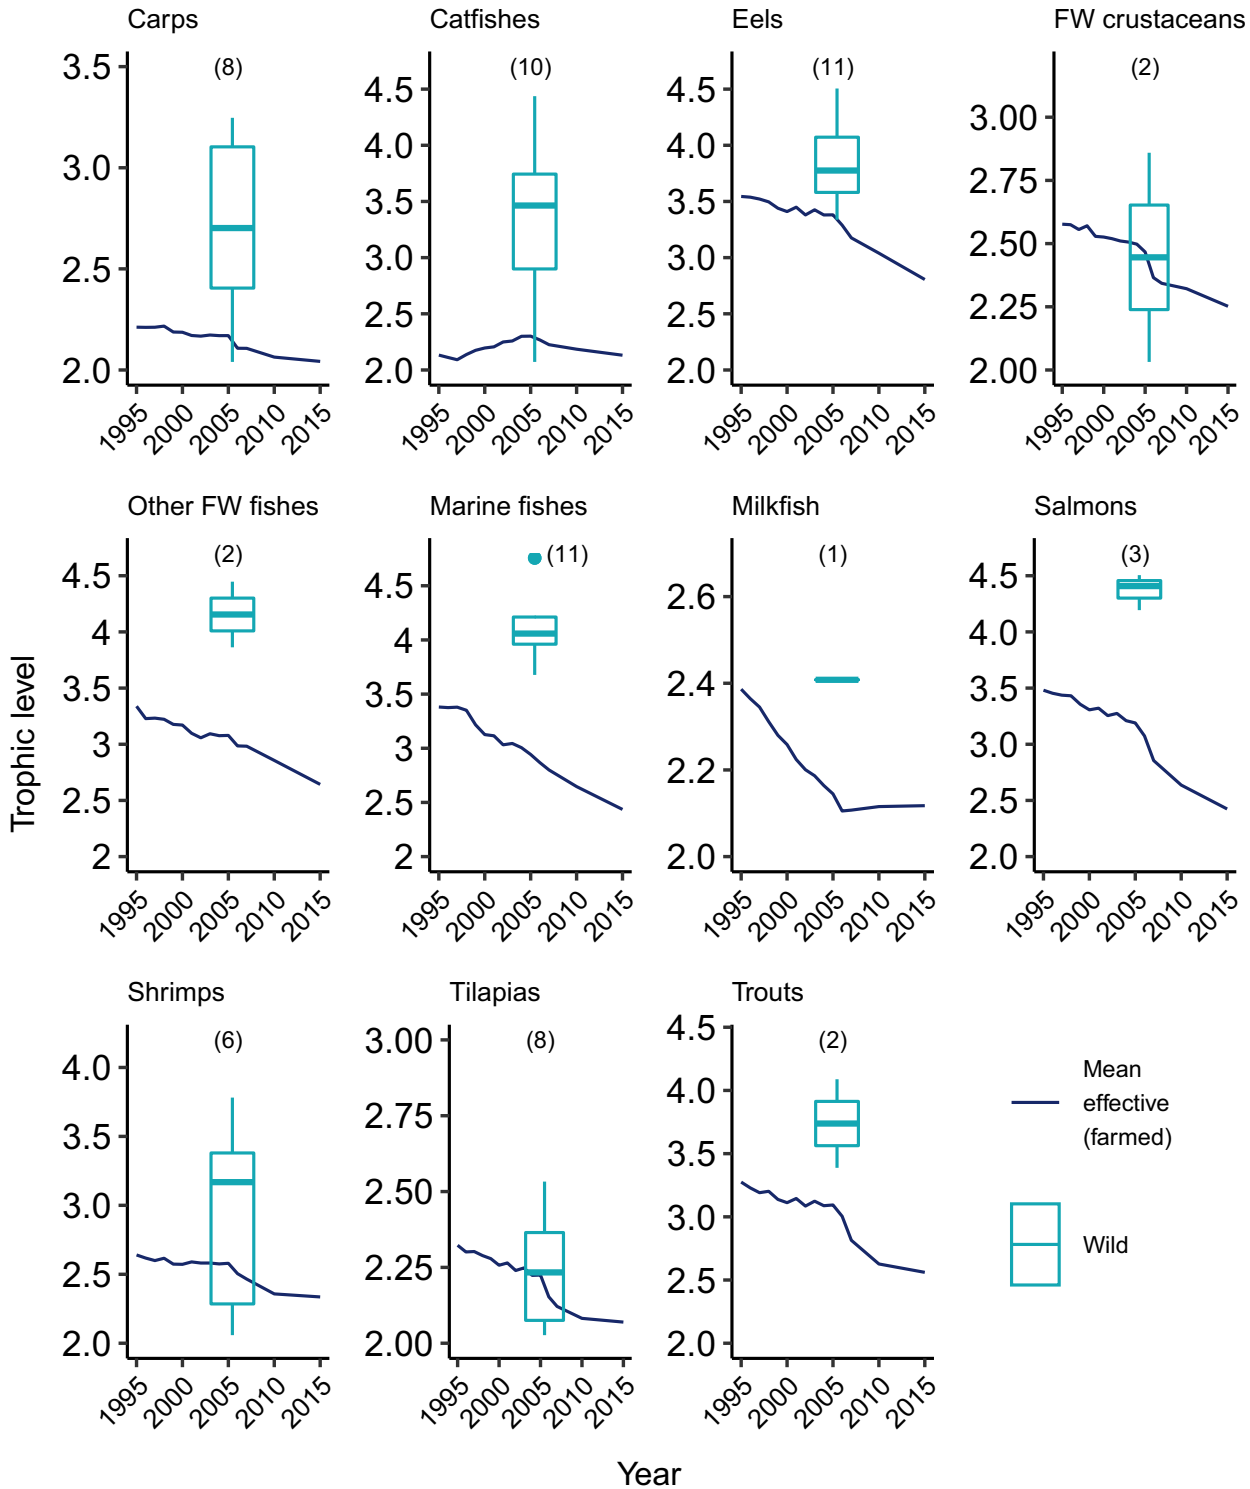 Carps
Catfishes
Eels
FW crustaceans
(8)
(10)
(11)
(2)
3.5
3.0
2.5
2.0
4.5
4.0
3.5
3.0
2.5
2.0
4.5
4.0
3.5
3.0
2.5
2.0
3.00
2.75
2.50
2.25
2.00
1995 2000 2005 2010 2015
1995 2000 2005 2010 2015
1995 2000 2005 2010 2015
1995 2000 2005 2010 2015
Other FW fishes
Marine fishes
Milkfish
Salmons
(2)
(11)
(1)
(3)
4.5
4
3.5
3
2.5
2
4.5
4
3.5
3
2.5
2
2.6
2.4
2.2
2.0
4.5
4.0
3.5
3.0
2.5
2.0
1995 2000 2005 2010 2015
1995 2000 2005 2010 2015
1995 2000 2005 2010 2015
1995 2000 2005 2010 2015
Trophic level
Shrimps
Tilapias
Trouts
(6)
(8)
(2)
4.0
3.5
3.0
2.5
2.0
3.00
2.75
2.50
2.25
2.00
4.5
4.0
3.5
3.0
2.5
2.0
1995 2000 2005 2010 2015
1995 2000 2005 2010 2015
1995 2000 2005 2010 2015
Mean
effective
(farmed)
Wild
Year